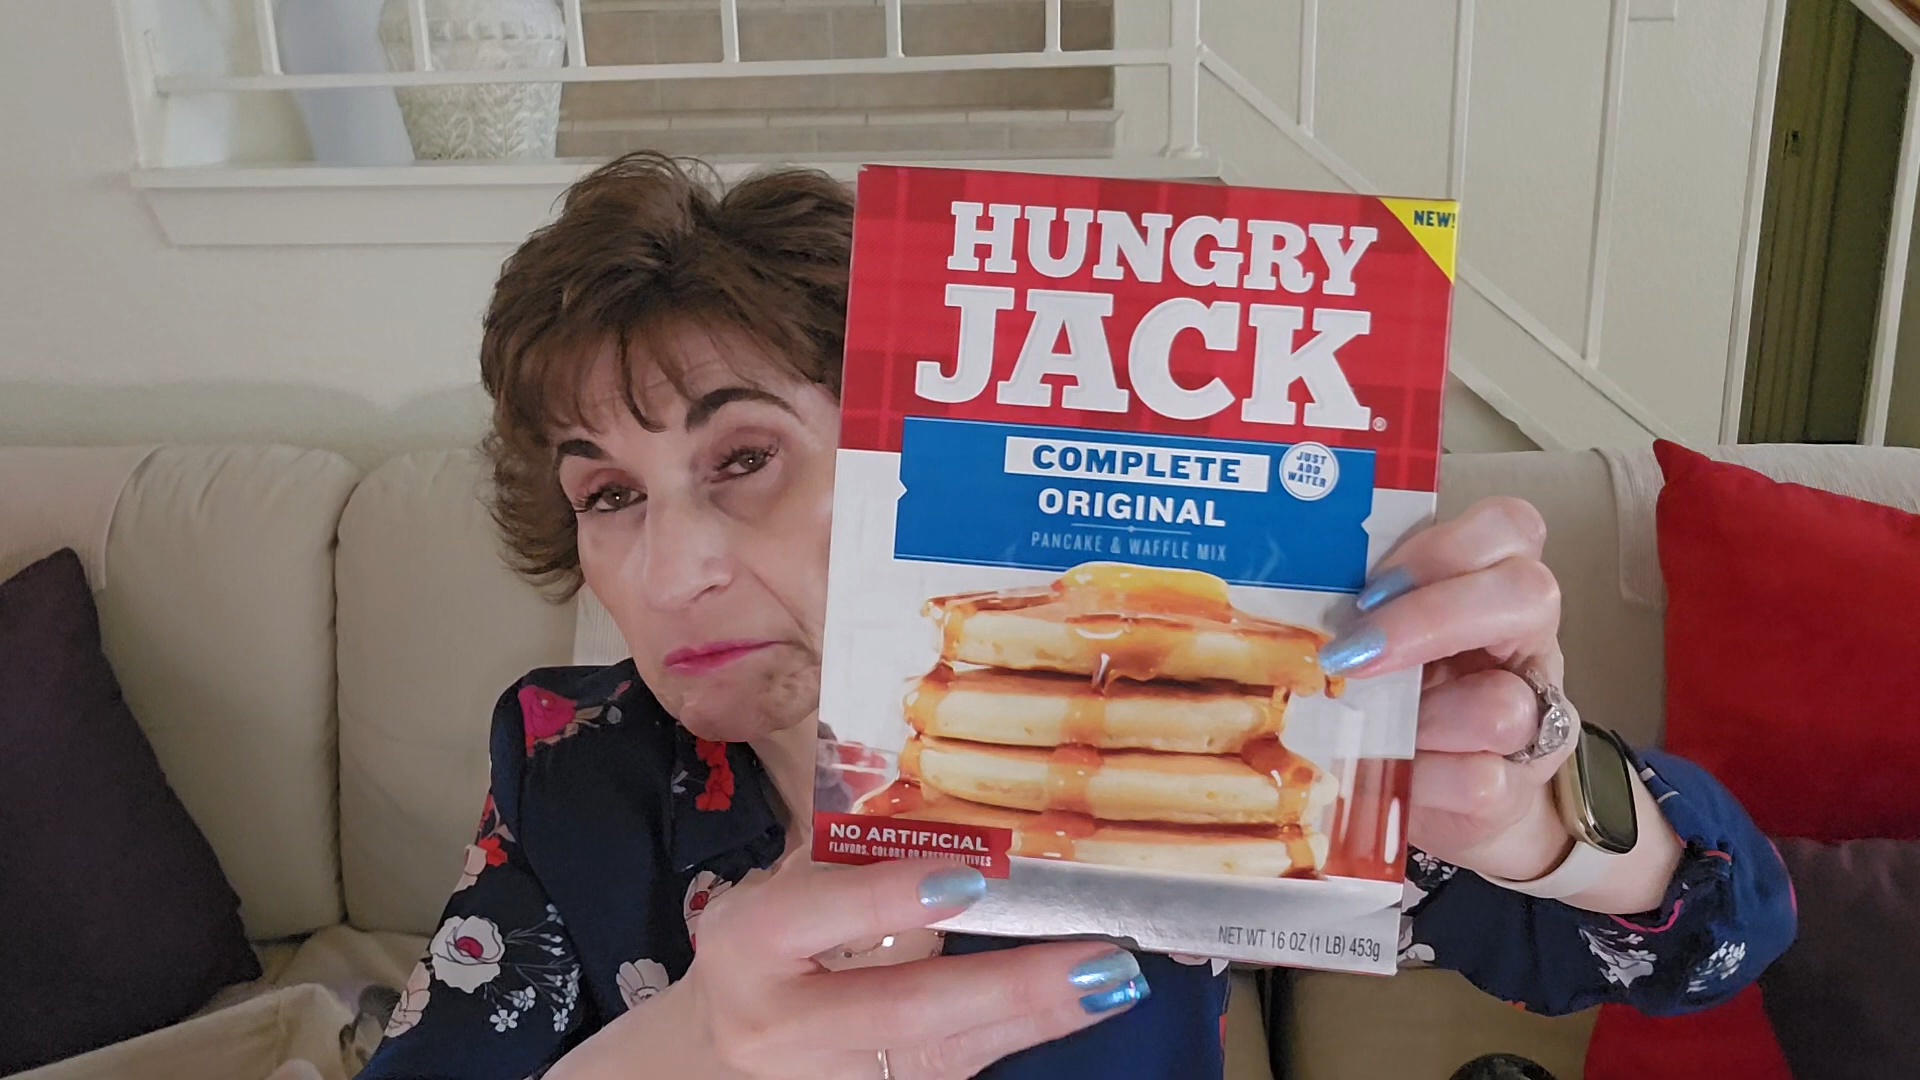 NEW!
HUNGRY
JACK®
COMPLETE
JUST
ADD
WATER
ORIGINAL
PANCAKE & WAFFLE MIX
NO ARTIFICIAL
FLAVORS, COLORS OR PRESERVATIVES
NET WT 16 OZ (1 LB) 453g